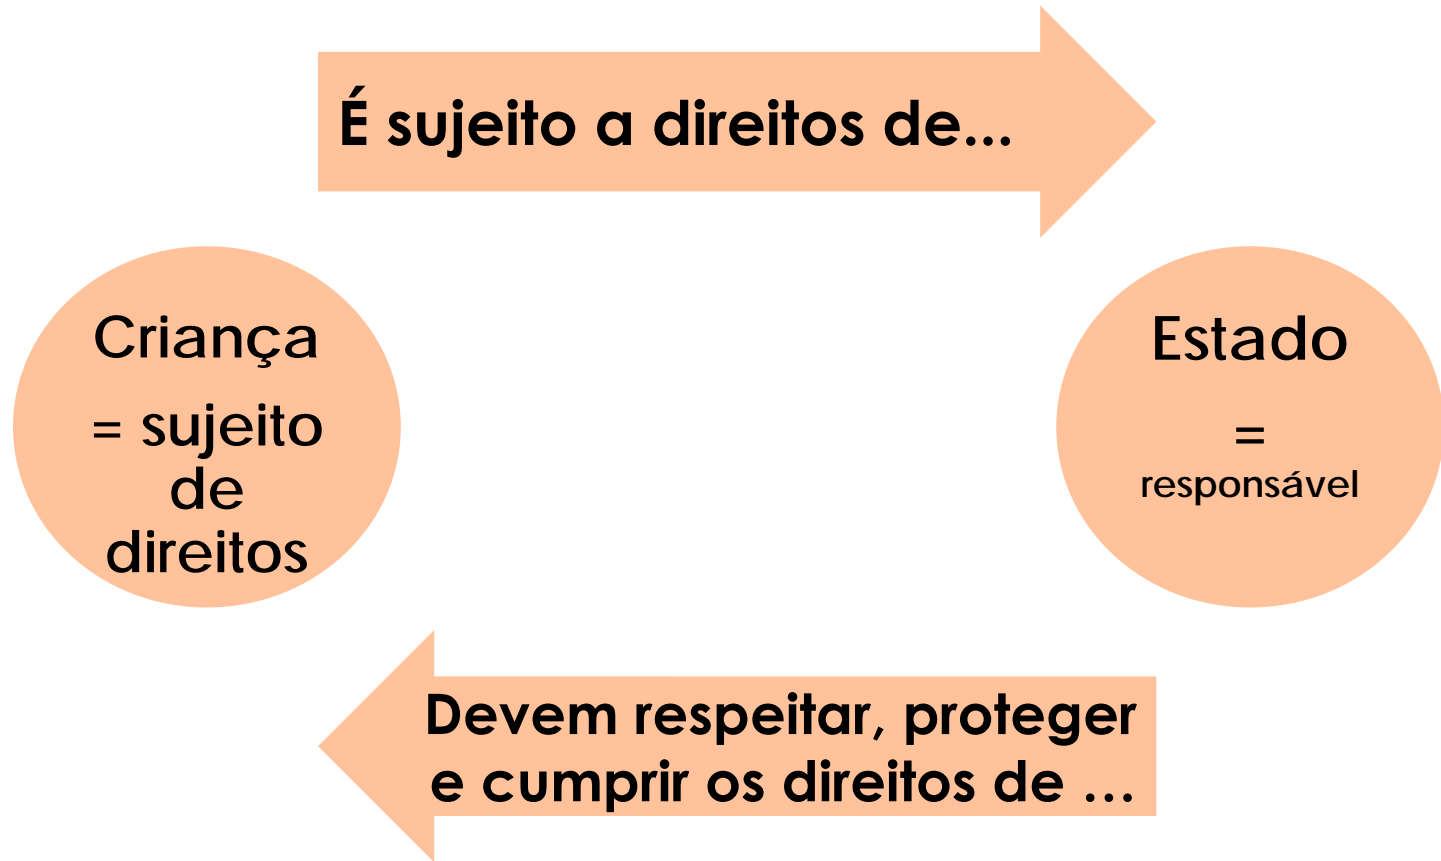 É sujeito a direitos de...
Criança
= sujeito
de
direitos
Estado
=
responsável
Devem respeitar, proteger
e cumprir os direitos de ...